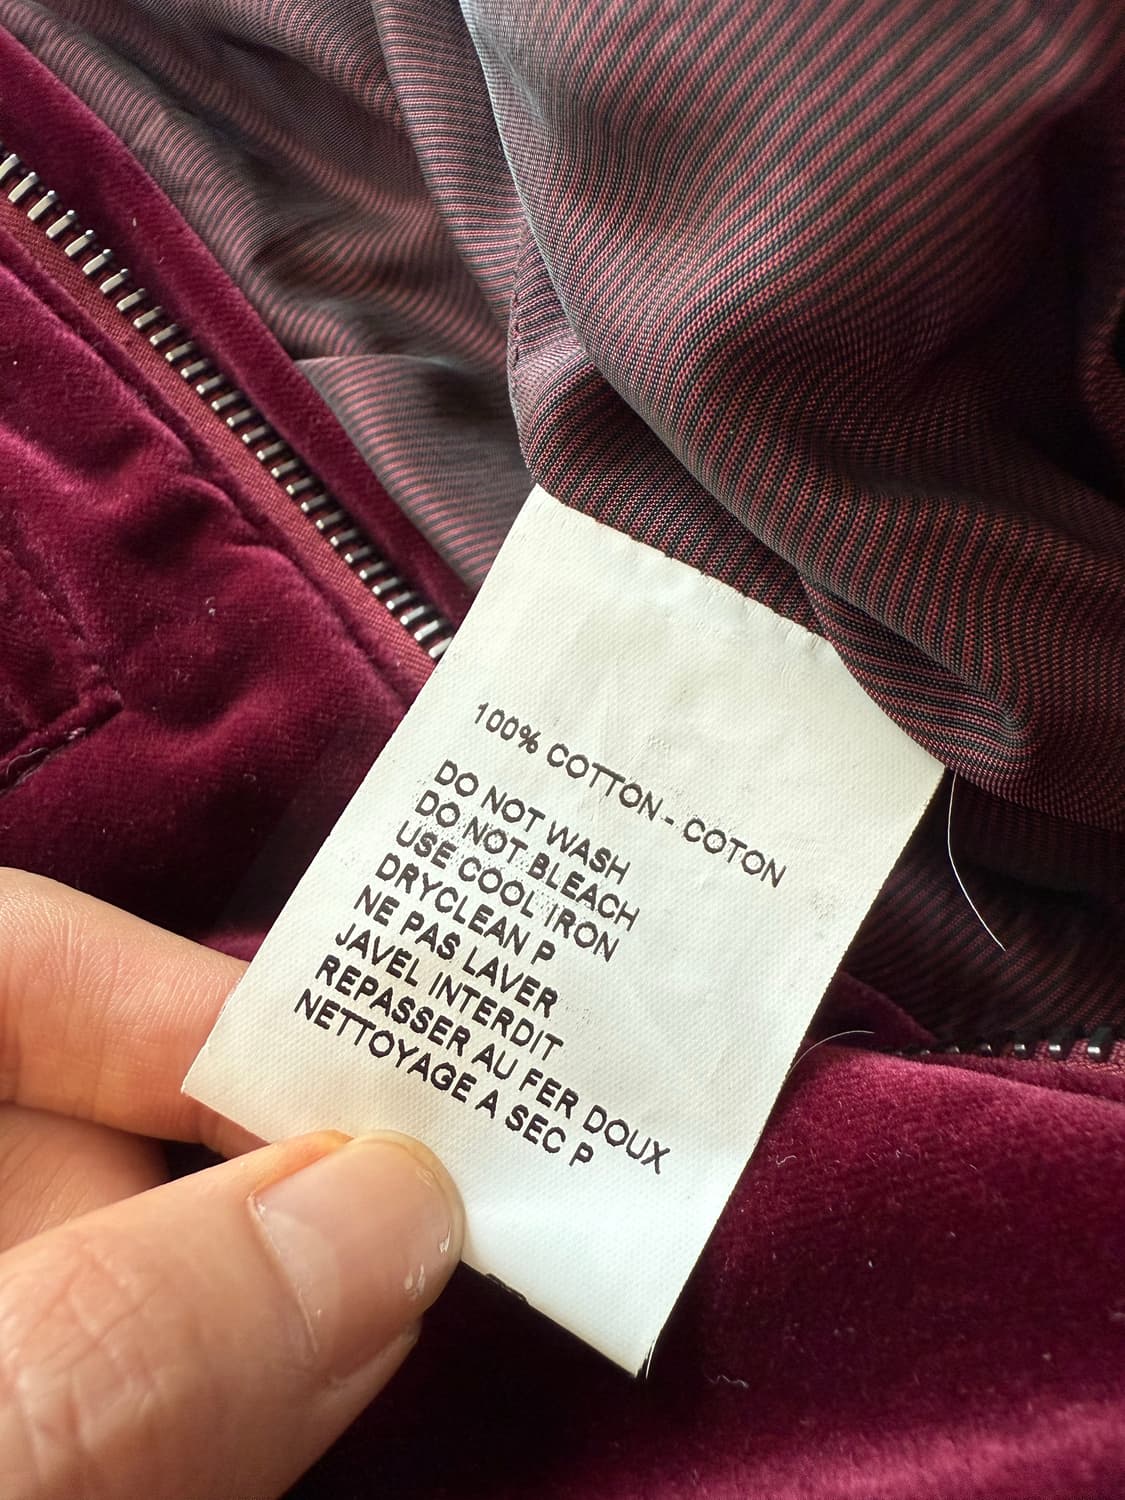 100% COTTON - COTON
DO NOT WASH
DO NOT BLEACH
USE COOL IRON
DRYCLEAN P
NE PAS LAVER
JAVEL INTERDIT
REPASSER AU FER DOUX
NETTOYAGE A SEC P